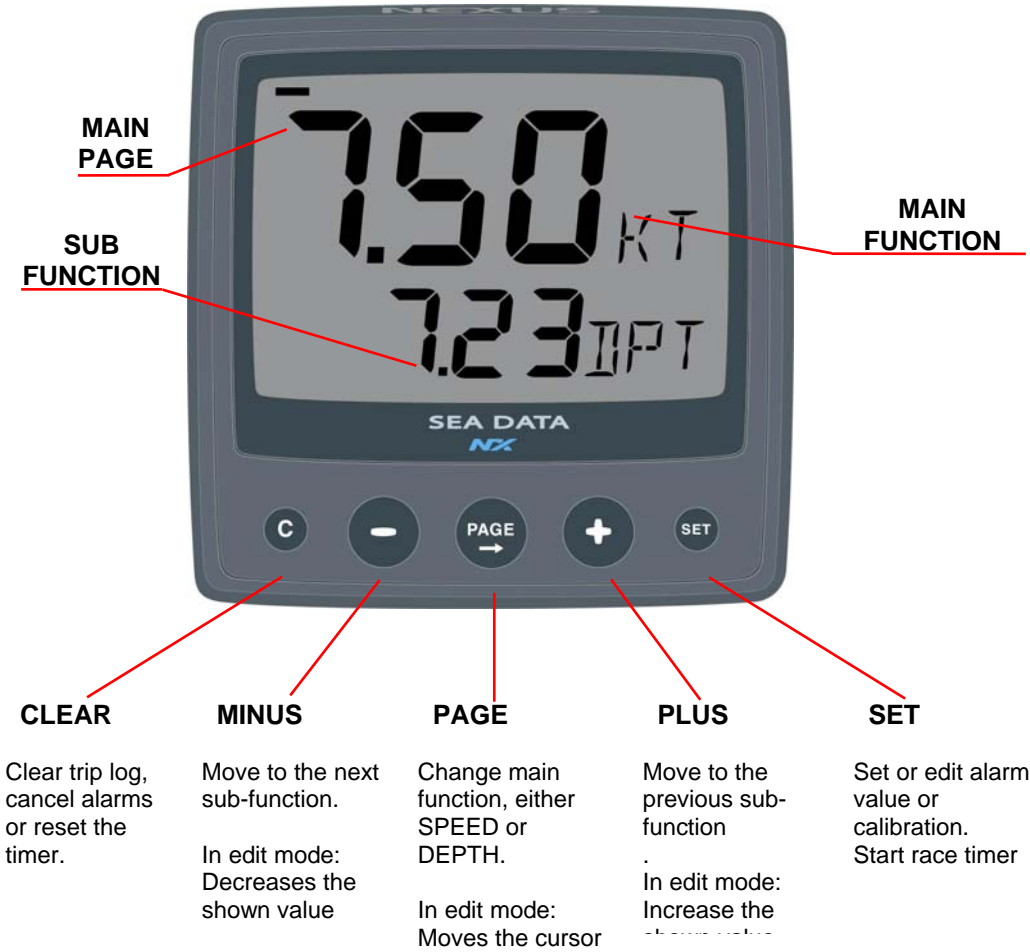 NEXUS
MAIN
PAGE
7.50 KT
MAIN
FUNCTION
SUB
FUNCTION
7.23 DPT
SEA DATA
NX
C
-
PAGE
+
SET
CLEAR
Clear trip log,
cancel alarms
or reset the
timer.
MINUS
Move to the next
sub-function.
In edit mode:
Decreases the
shown value
PAGE
Change main
function, either
SPEED or
DEPTH.
In edit mode:
Moves the cursor
PLUS
Move to the
previous sub-
function
.
In edit mode:
Increase the
shown value
SET
Set or edit alarm
value or
calibration.
Start race timer